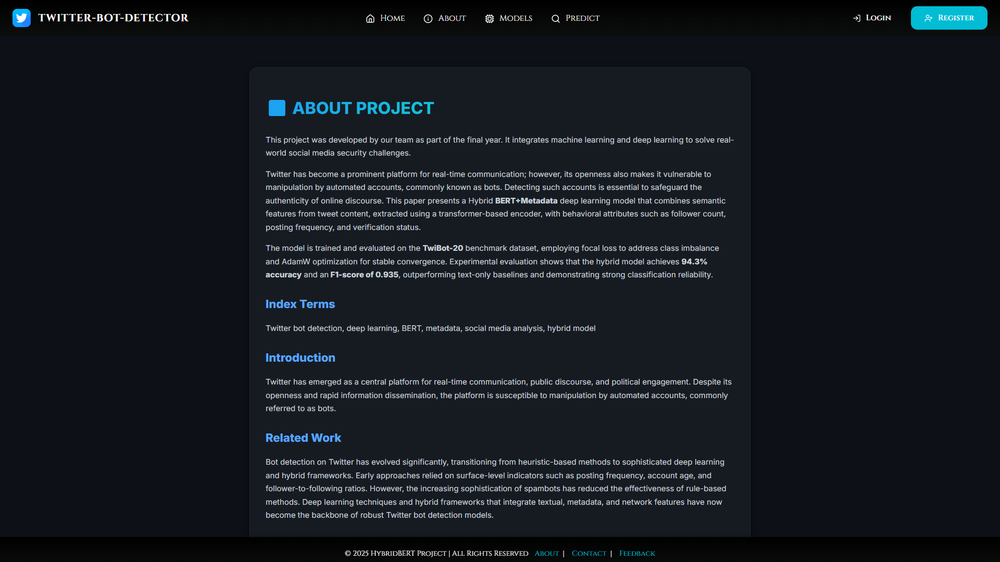 TWITTER-BOT-DETECTOR
Home
About
Models
Predict
Login
Register
ABOUT PROJECT
This project was developed by our team as part of the final year. It integrates machine learning and deep learning to solve real-
world social media security challenges.
Twitter has become a prominent platform for real-time communication; however, its openness also makes it vulnerable to
manipulation by automated accounts, commonly known as bots. Detecting such accounts is essential to safeguard the
authenticity of online discourse. This paper presents a Hybrid BERT+Metadata deep learning model that combines semantic
features from tweet content, extracted using a transformer-based encoder, with behavioral attributes such as follower count,
posting frequency, and verification status.
The model is trained and evaluated on the TwiBot-20 benchmark dataset, employing focal loss to address class imbalance
and AdamW optimization for stable convergence. Experimental evaluation shows that the hybrid model achieves 94.3%
accuracy and an F1-score of 0.935, outperforming text-only baselines and demonstrating strong classification reliability.
Index Terms
Twitter bot detection, deep learning, BERT, metadata, social media analysis, hybrid model
Introduction
Twitter has emerged as a central platform for real-time communication, public discourse, and political engagement. Despite its
openness and rapid information dissemination, the platform is susceptible to manipulation by automated accounts, commonly
referred to as bots.
Related Work
Bot detection on Twitter has evolved significantly, transitioning from heuristic-based methods to sophisticated deep learning
and hybrid frameworks. Early approaches relied on surface-level indicators such as posting frequency, account age, and
follower-to-following ratios. However, the increasing sophistication of spambots has reduced the effectiveness of rule-based
methods. Deep learning techniques and hybrid frameworks that integrate textual, metadata, and network features have now
become the backbone of robust Twitter bot detection models.
© 2025 HybridBERT Project | All Rights Reserved About | Contact | Feedback